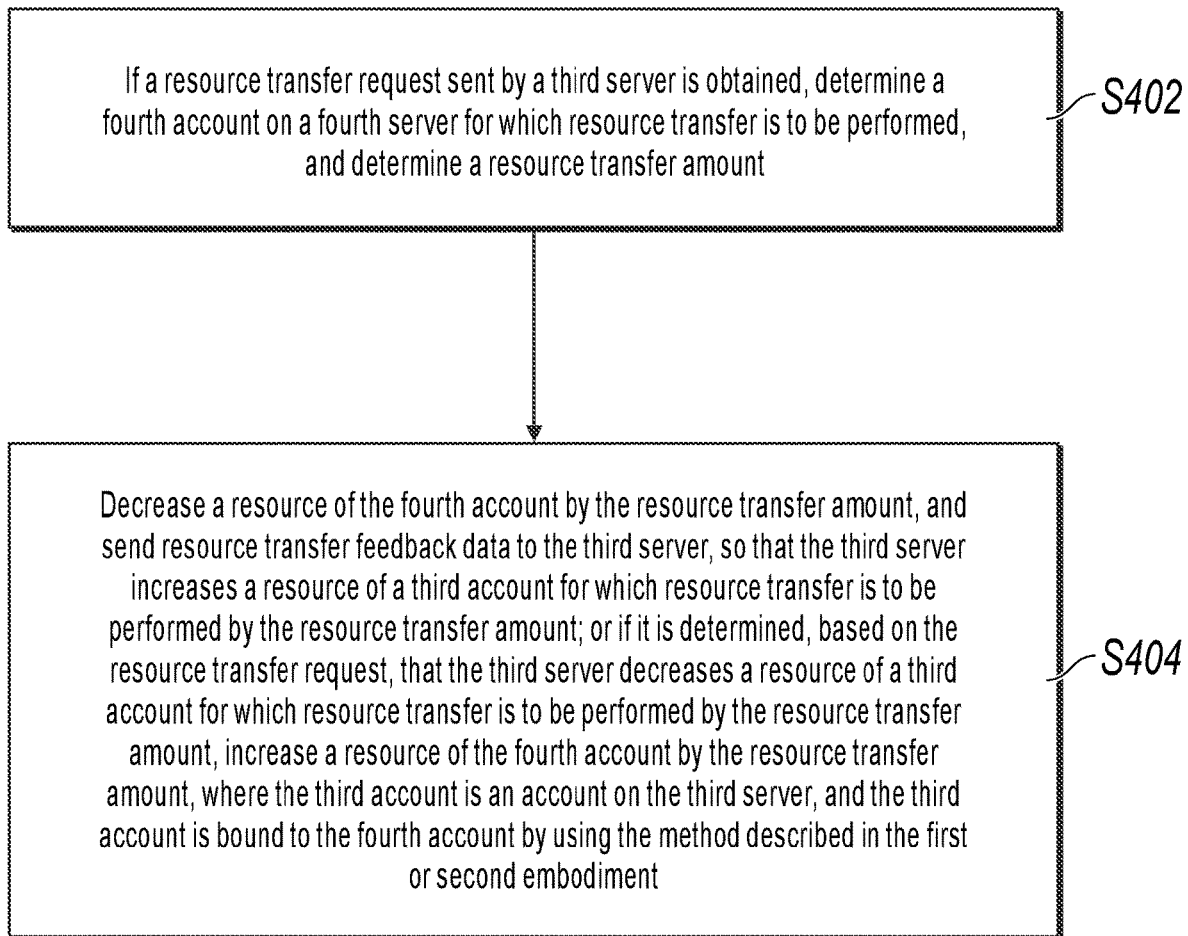 If a resource transfer request sent by a third server is obtained, determine a
fourth account on a fourth server for which resource transfer is to be performed,
and determine a resource transfer amount
S402
Decrease a resource of the fourth account by the resource transfer amount, and
send resource transfer feedback data to the third server, so that the third server
increases a resource of a third account for which resource transfer is to be
performed by the resource transfer amount; or if it is determined, based on the
resource transfer request, that the third server decreases a resource of a third
account for which resource transfer is to be performed by the resource transfer
amount, increase a resource of the fourth account by the resource transfer
amount, where the third account is an account on the third server, and the third
account is bound to the fourth account by using the method described in the first
or second embodiment
S404